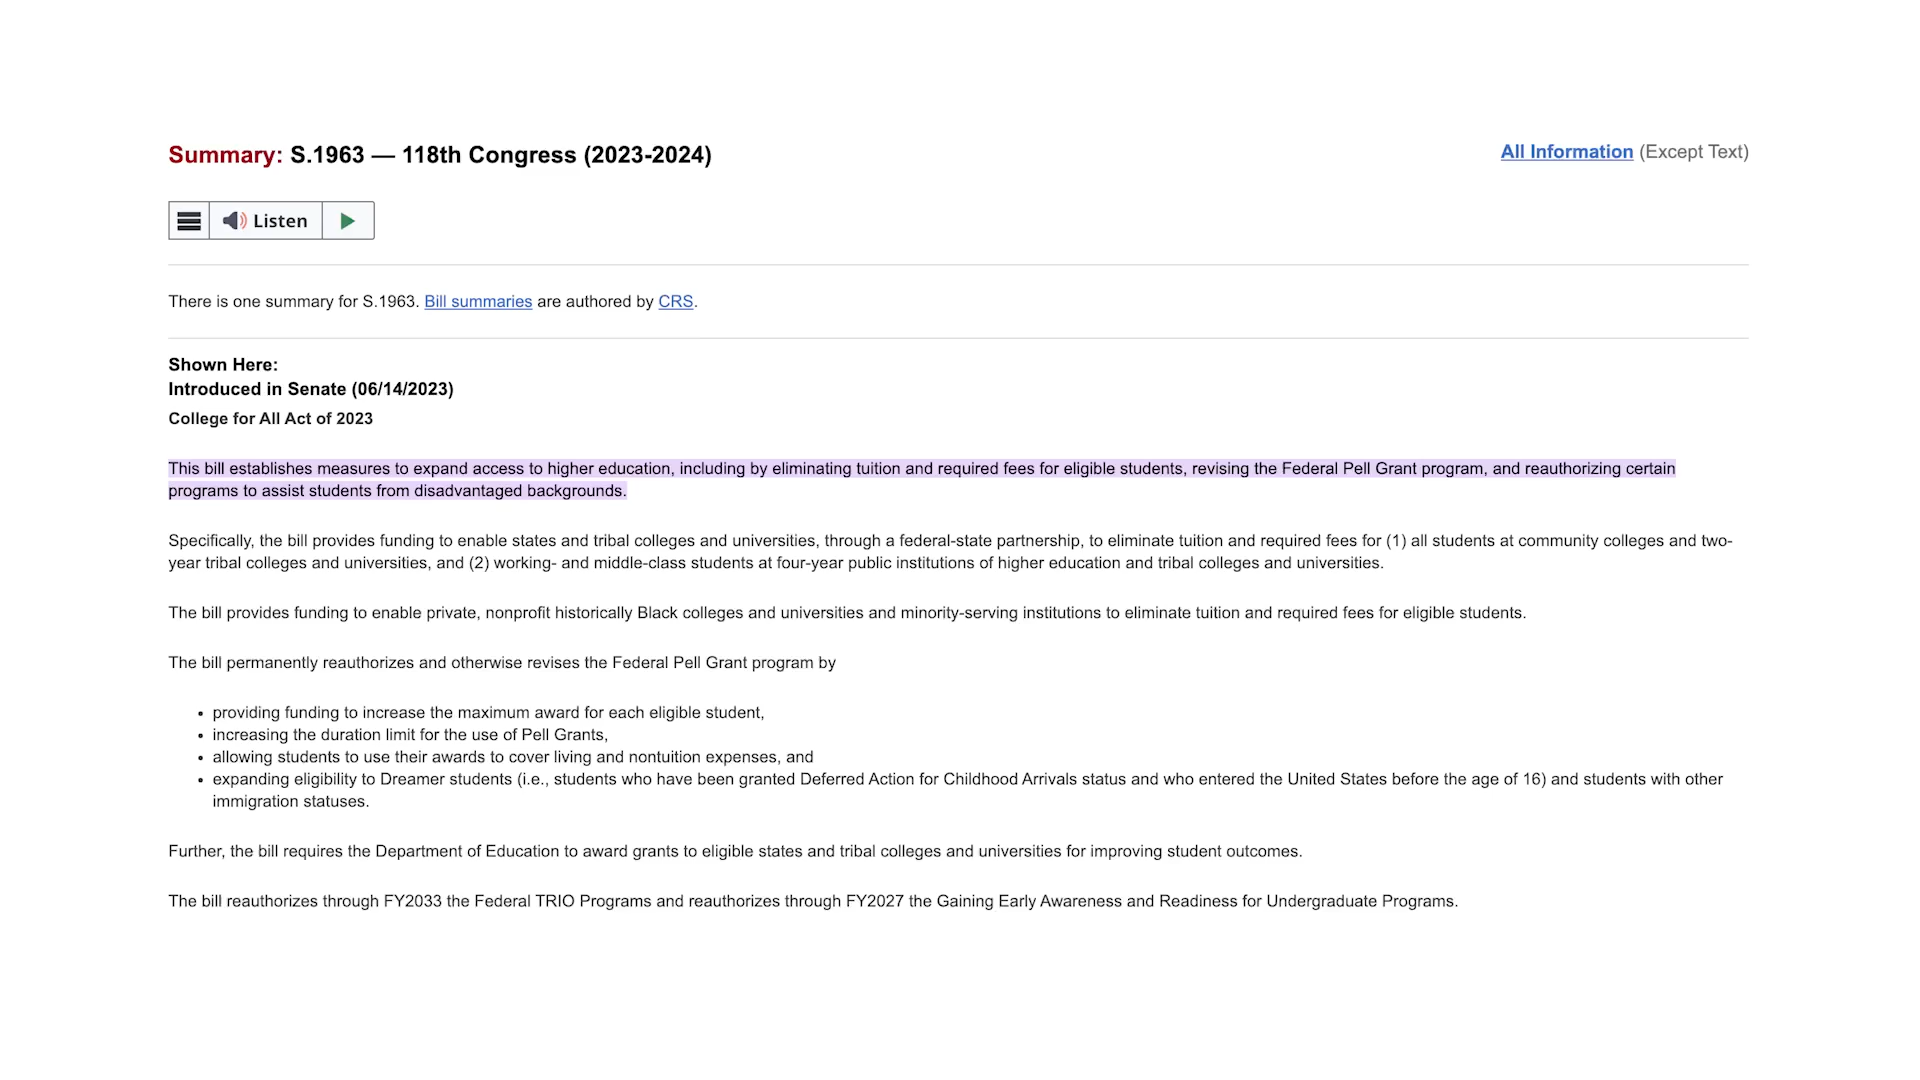 Summary: S.1963 — 118th Congress (2023-2024)
All Information (Except Text)
Listen
There is one summary for S.1963. Bill summaries are authored by CRS.
Shown Here:
Introduced in Senate (06/14/2023)
College for All Act of 2023
This bill establishes measures to expand access to higher education, including by eliminating tuition and required fees for eligible students, revising the Federal Pell Grant program, and reauthorizing certain
programs to assist students from disadvantaged backgrounds.
Specifically, the bill provides funding to enable states and tribal colleges and universities, through a federal-state partnership, to eliminate tuition and required fees for (1) all students at community colleges and two-
year tribal colleges and universities, and (2) working- and middle-class students at four-year public institutions of higher education and tribal colleges and universities.
The bill provides funding to enable private, nonprofit historically Black colleges and universities and minority-serving institutions to eliminate tuition and required fees for eligible students.
The bill permanently reauthorizes and otherwise revises the Federal Pell Grant program by
• providing funding to increase the maximum award for each eligible student,
• increasing the duration limit for the use of Pell Grants,
• allowing students to use their awards to cover living and nontuition expenses, and
• expanding eligibility to Dreamer students (i.e., students who have been granted Deferred Action for Childhood Arrivals status and who entered the United States before the age of 16) and students with other
immigration statuses.
Further, the bill requires the Department of Education to award grants to eligible states and tribal colleges and universities for improving student outcomes.
The bill reauthorizes through FY2033 the Federal TRIO Programs and reauthorizes through FY2027 the Gaining Early Awareness and Readiness for Undergraduate Programs.